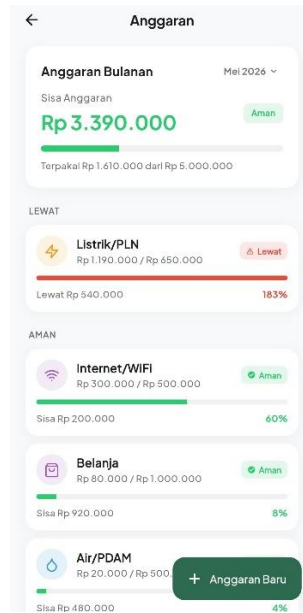 Anggaran
Anggaran Bulanan
Mei 2026
Sisa Anggaran
Rp 3.390.000
Aman
Terpakai Rp 1.610.000 dari Rp 5.000.000
LEWAT
Listrik/PLN
Rp 1.190.000 / Rp 650.000
Lewat
Lewat Rp 540.000
183%
AMAN
Internet/WiFi
Rp 300.000 / Rp 500.000
Aman
Sisa Rp 200.000
60%
Belanja
Rp 80.000 / Rp 1.000.000
Aman
Sisa Rp 920.000
8%
Air/PDAM
Rp 20.000 / Rp 500.
+ Anggaran Baru
Sisa Rp 480.000
4%